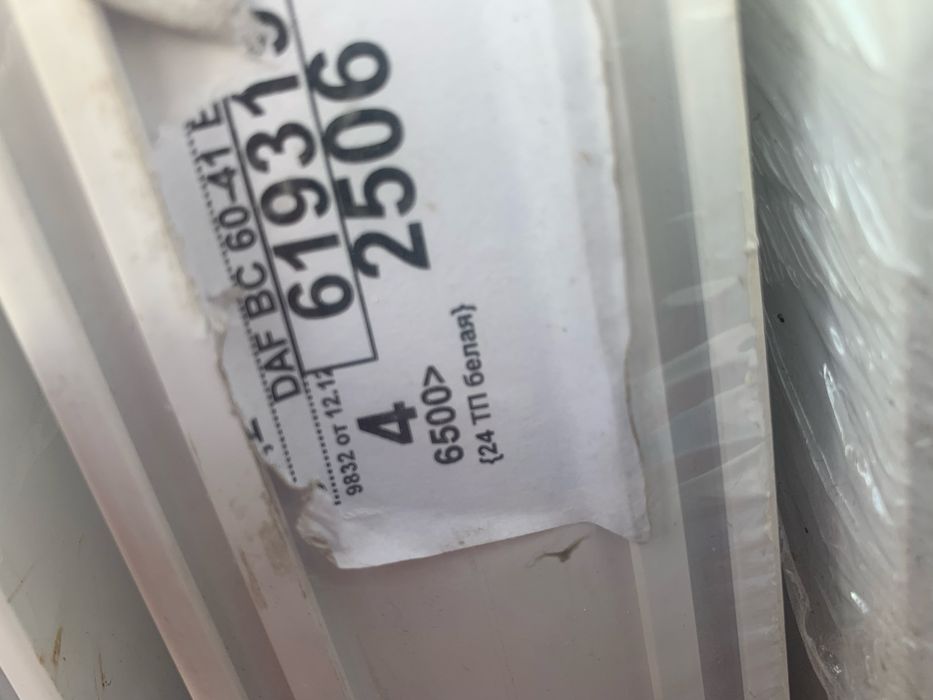 DAF BC 60-41 E
61931
2506
9832 от 12.12
4
6500>
{24 ТП белая}